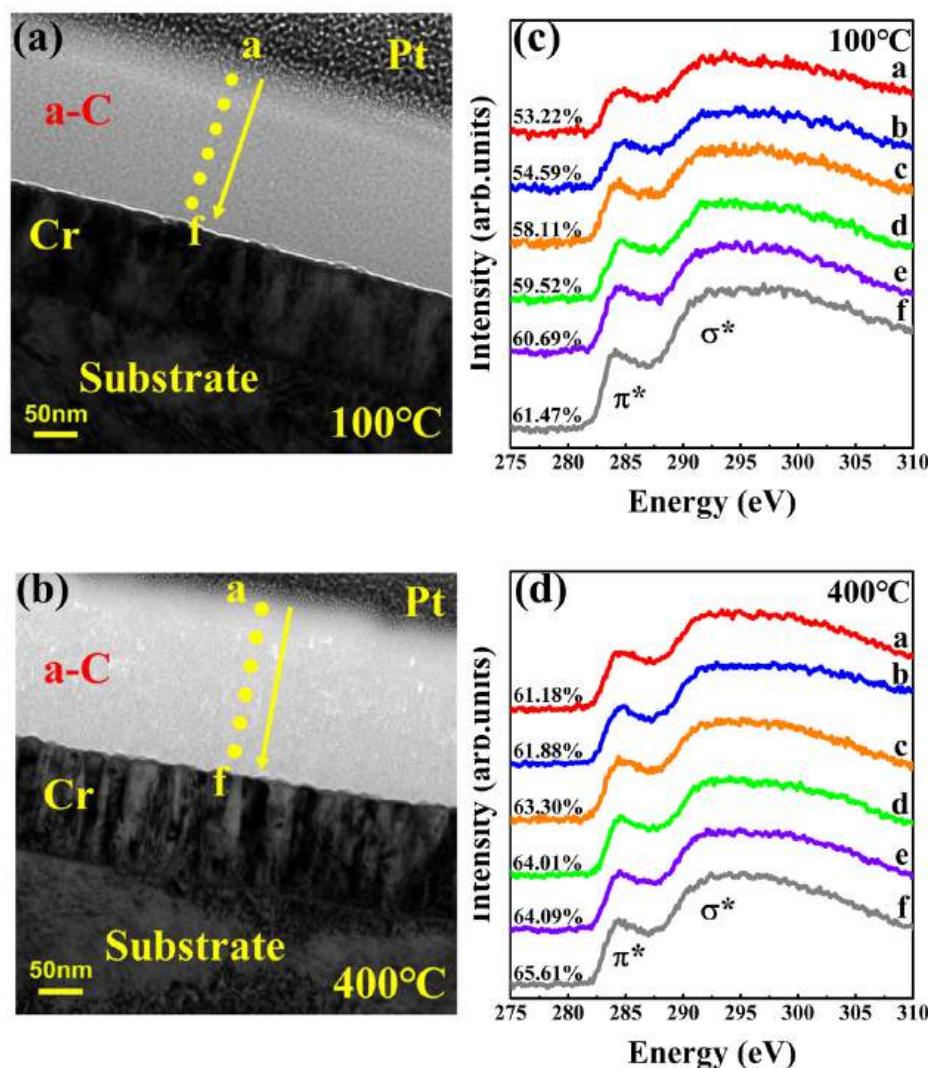 (a)
a
Pt
a-C
Cr
f
Substrate
50nm
100°C
(c)
100°C
a
53.22%
b
54.59%
c
58.11%
d
59.52%
e
60.69%
f
σ*
π*
61.47%
275 280 285 290 295 300 305 310
Energy (eV)
Intensity (arb.units)
(b)
a
Pt
a-C
f
Cr
Substrate
50nm
400°C
(d)
400°C
a
61.18%
b
61.88%
c
63.30%
d
64.01%
e
64.09%
f
σ*
π*
65.61%
275 280 285 290 295 300 305 310
Energy (eV)
Intensity (arb.units)